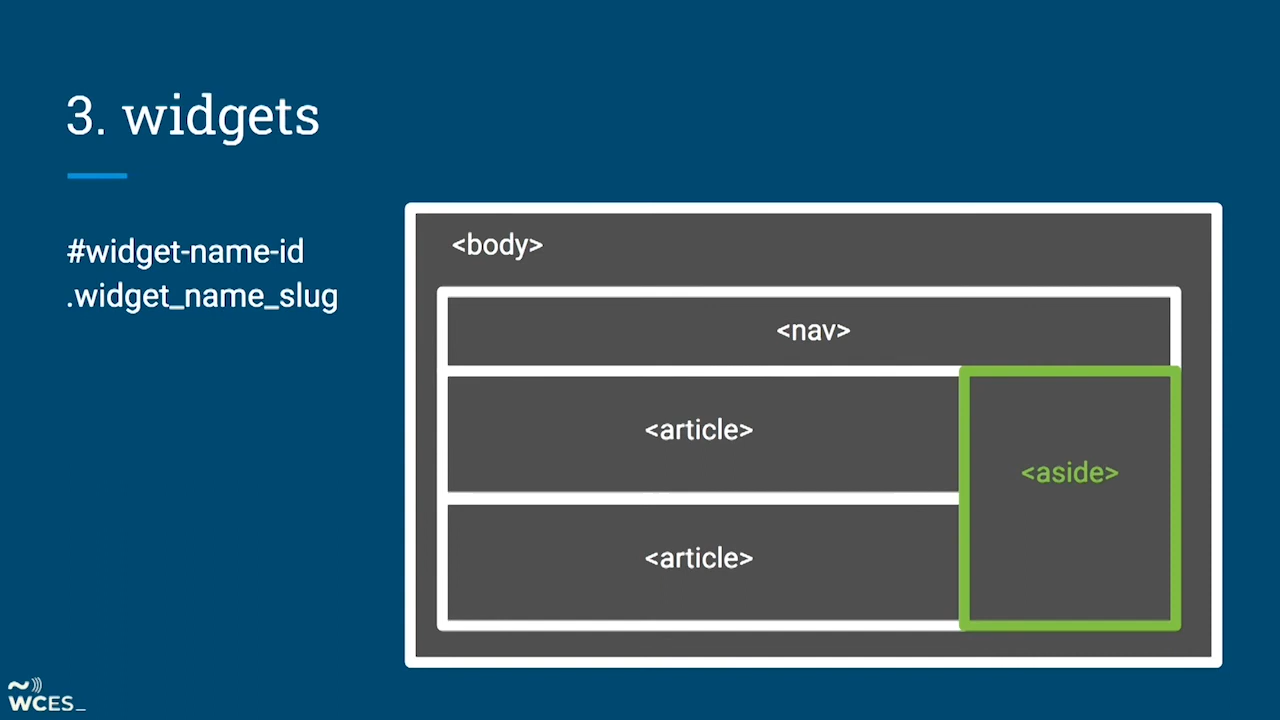 3. widgets
#widget-name-id
.widget_name_slug
<body>
<nav>
<article>
<aside>
<article>
WCES_